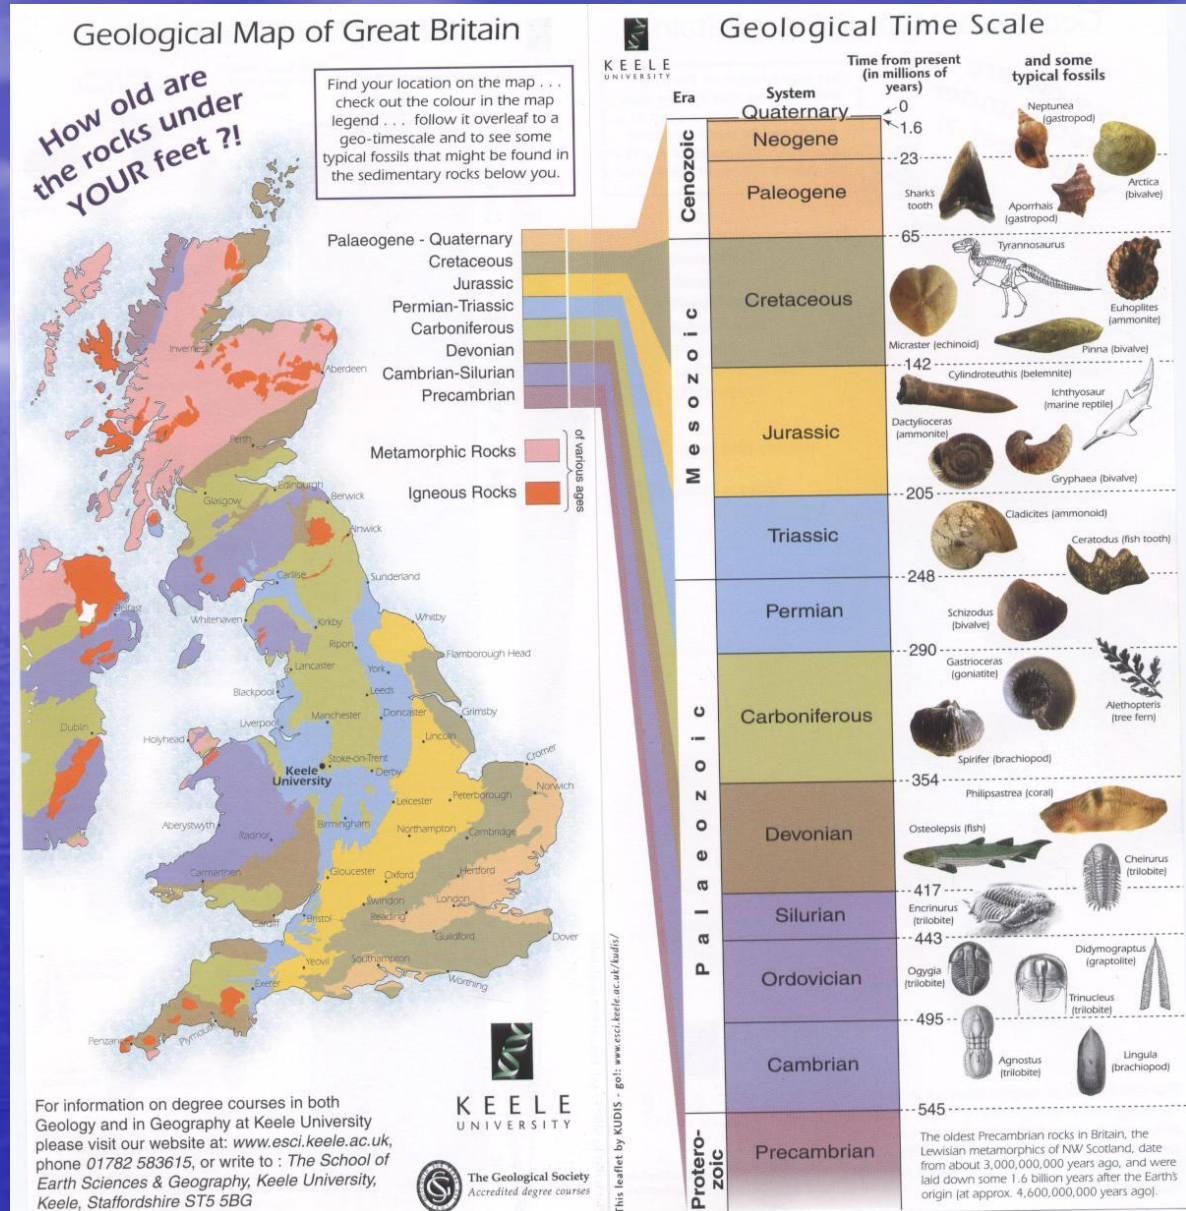 Geological Map of Great Britain
How old are
the rocks under
YOUR feet ?!
Find your location on the map . . .
check out the colour in the map
legend . . . follow it overleaf to a
geo-timescale and to see some
typical fossils that might be found in
the sedimentary rocks below you.
Palaeogene - Quaternary
Cretaceous
Jurassic
Permian-Triassic
Carboniferous
Devonian
Cambrian-Silurian
Precambrian
Metamorphic Rocks
Igneous Rocks
of various ages
Inverness
Aberdeen
Perth
Edinburgh
Glasgow
Berwick
Alnwick
Carlisle
Sunderland
Belfast
Whitehaven
Kirkby
Whitby
Ripon
Flamborough Head
Lancaster
York
Blackpool
Leeds
Dublin
Liverpool
Manchester
Doncaster
Grimsby
Holyhead
Lincoln
Stoke-on-Trent
Keele
University
Derby
Cromer
Norwich
Leicester
Peterborough
Aberystwyth
Radnor
Birmingham
Northampton
Cambridge
Carmarthen
Gloucester
Oxford
Hertford
Swindon
London
Cardiff
Bristol
Reading
Guildford
Dover
Yeovil
Southampton
Worthing
Exeter
Plymouth
Penzance
For information on degree courses in both
Geology and in Geography at Keele University
please visit our website at: www.esci.keele.ac.uk,
phone 01782 583615, or write to : The School of
Earth Sciences & Geography, Keele University,
Keele, Staffordshire ST5 5BG
KEELE
UNIVERSITY
The Geological Society
Accredited degree courses
This leaflet by KUDIS - go!: www.esci.keele.ac.uk/kudis/
KEELE
UNIVERSITY
Geological Time Scale
Era
System
Time from present
(in millions of
years)
and some
typical fossils
Cenozoic
Mesozoic
Palaeozoic
Protero-
zoic
Quaternary
Neogene
Paleogene
Cretaceous
Jurassic
Triassic
Permian
Carboniferous
Devonian
Silurian
Ordovician
Cambrian
Precambrian
0
1.6
23
65
142
205
248
290
354
417
443
495
545
Neptunea
(gastropod)
Shark's
tooth
Aporrhais
(gastropod)
Arctica
(bivalve)
Tyrannosaurus
Euhoplites
(ammonite)
Micraster (echinoid)
Pinna (bivalve)
Cylindroteuthis (belemnite)
Ichthyosaur
(marine reptile)
Dactylioceras
(ammonite)
Gryphaea (bivalve)
Cladicites (ammonoid)
Ceratodus (fish tooth)
Schizodus
(bivalve)
Gastrioceras
(goniatite)
Alethopteris
(tree fern)
Spirifer (brachiopod)
Philipsastrea (coral)
Osteolepsis (fish)
Cheirurus
(trilobite)
Encrinurus
(trilobite)
Didymograptus
(graptolite)
Ogygia
(trilobite)
Trinucleus
(trilobite)
Agnostus
(trilobite)
Lingula
(brachiopod)
The oldest Precambrian rocks in Britain, the
Lewisian metamorphics of NW Scotland, date
from about 3,000,000,000 years ago, and were
laid down some 1.6 billion years after the Earth's
origin (at approx. 4,600,000,000 years ago).